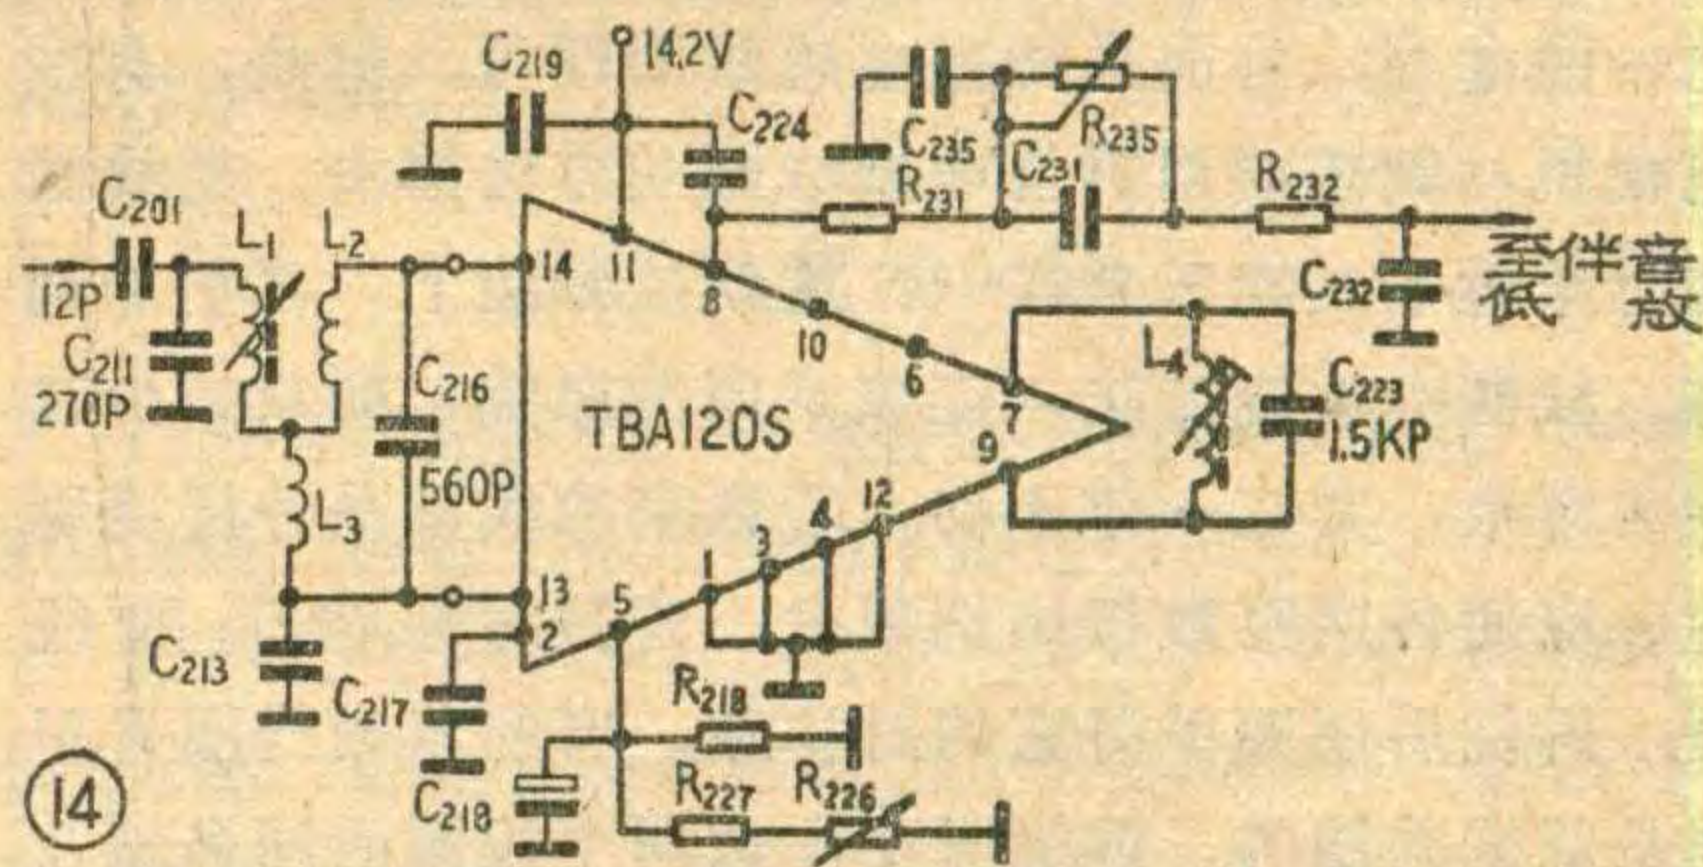 C219
14.2V
C224
C235
R235
C231
R231
R232
C201
L1
L2
12P
14
11
8
至伴音
低放
C232
C211
270P
10
6
L4
C216
7
C223
1.5KP
TBA120S
560P
9
12
4
3
L3
1
13
5
2
C213
C217
R218
C218
R227
R226
14